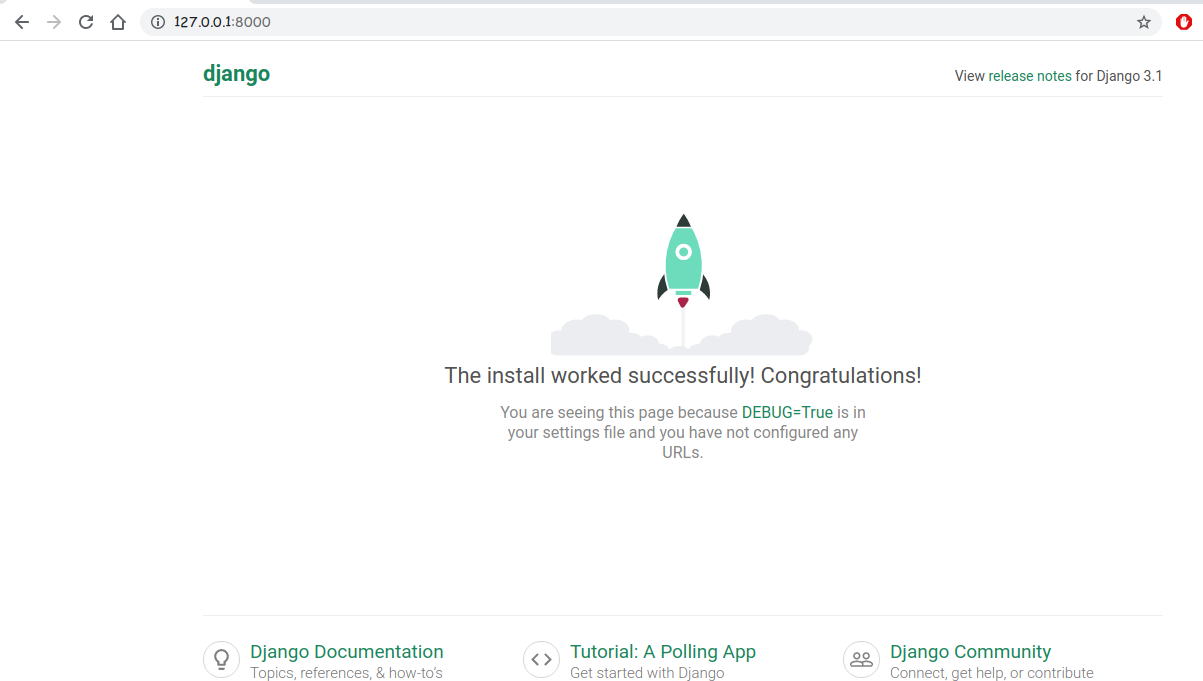 127.0.0.1:8000
django
View release notes for Django 3.1
The install worked successfully! Congratulations!
You are seeing this page because DEBUG=True is in
your settings file and you have not configured any
URLs.
Django Documentation
Topics, references, & how-to's
Tutorial: A Polling App
Get started with Django
Django Community
Connect, get help, or contribute